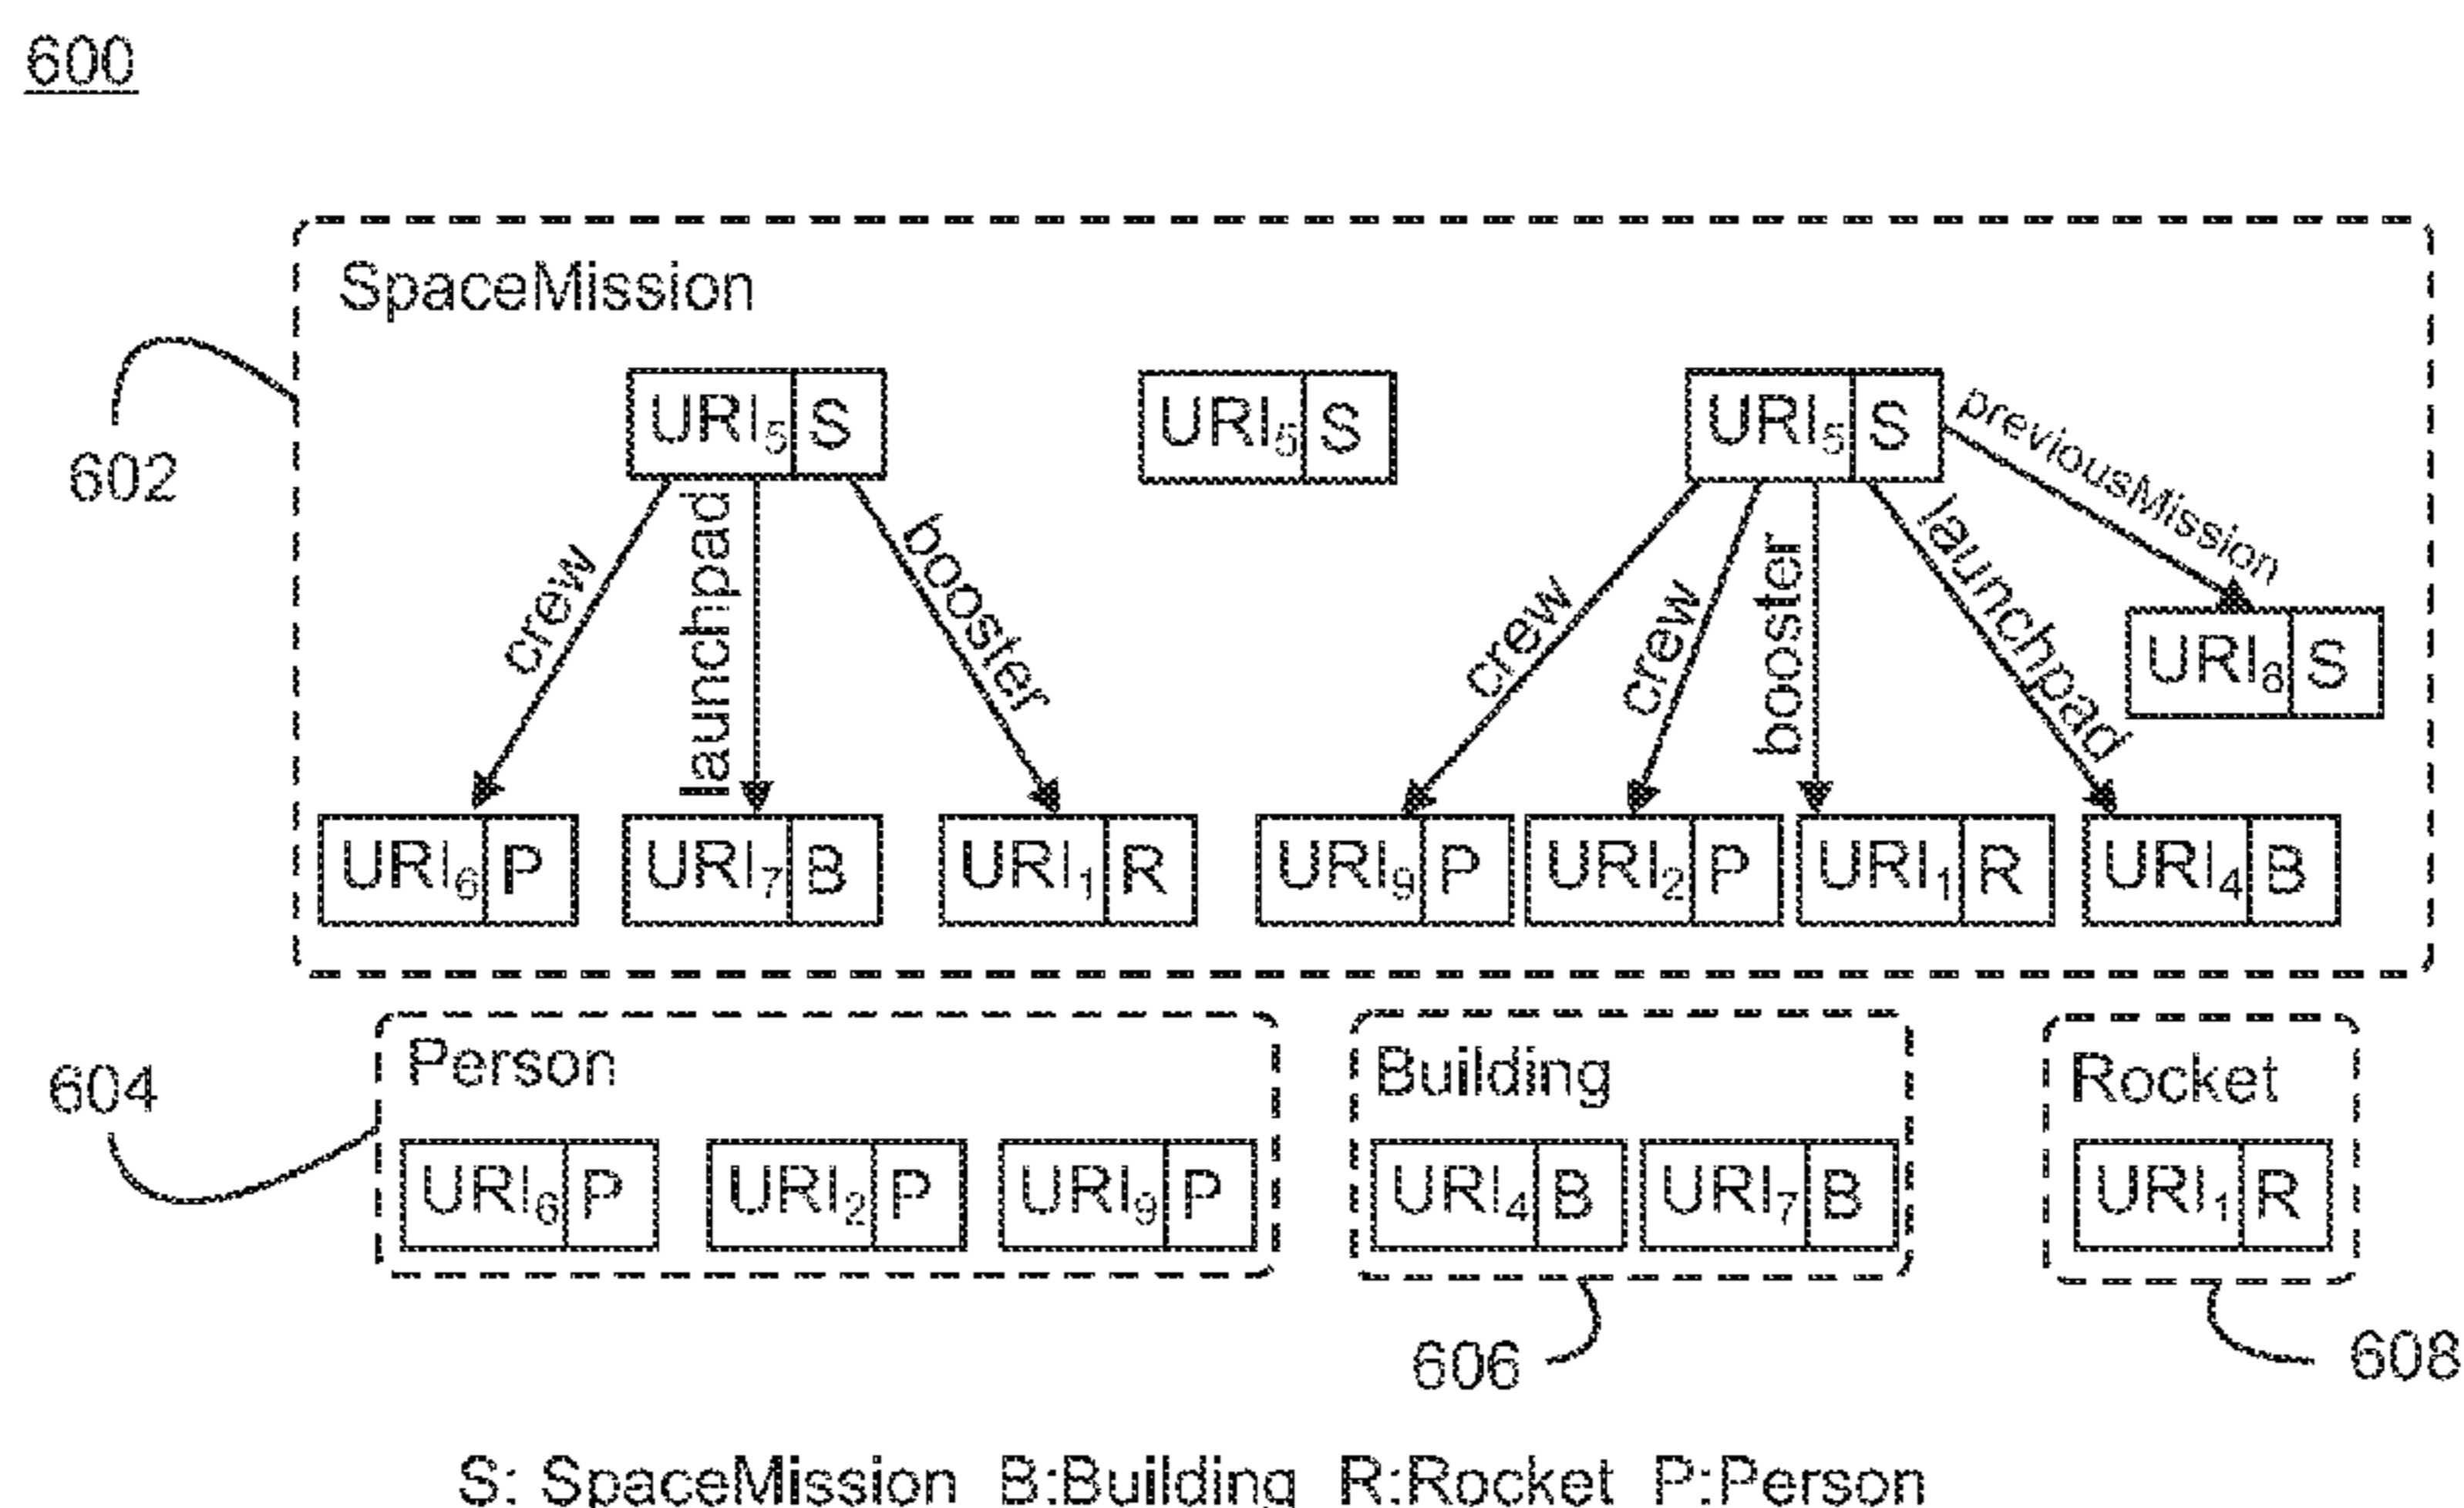 600
SpaceMission
URI₅ S URI₅ S URI₅ S
602
previousMission
crew launchpad booster crew crew booster launchpad
URI₈ S
URI₆ P URI₇ B URI₁ R URI₉ P URI₂ P URI₁ R URI₄ B
Person Building Rocket
604
URI₆ P URI₂ P URI₉ P URI₄ B URI₇ B URI₁ R
606 608
S: SpaceMission B:Building R:Rocket P:Person